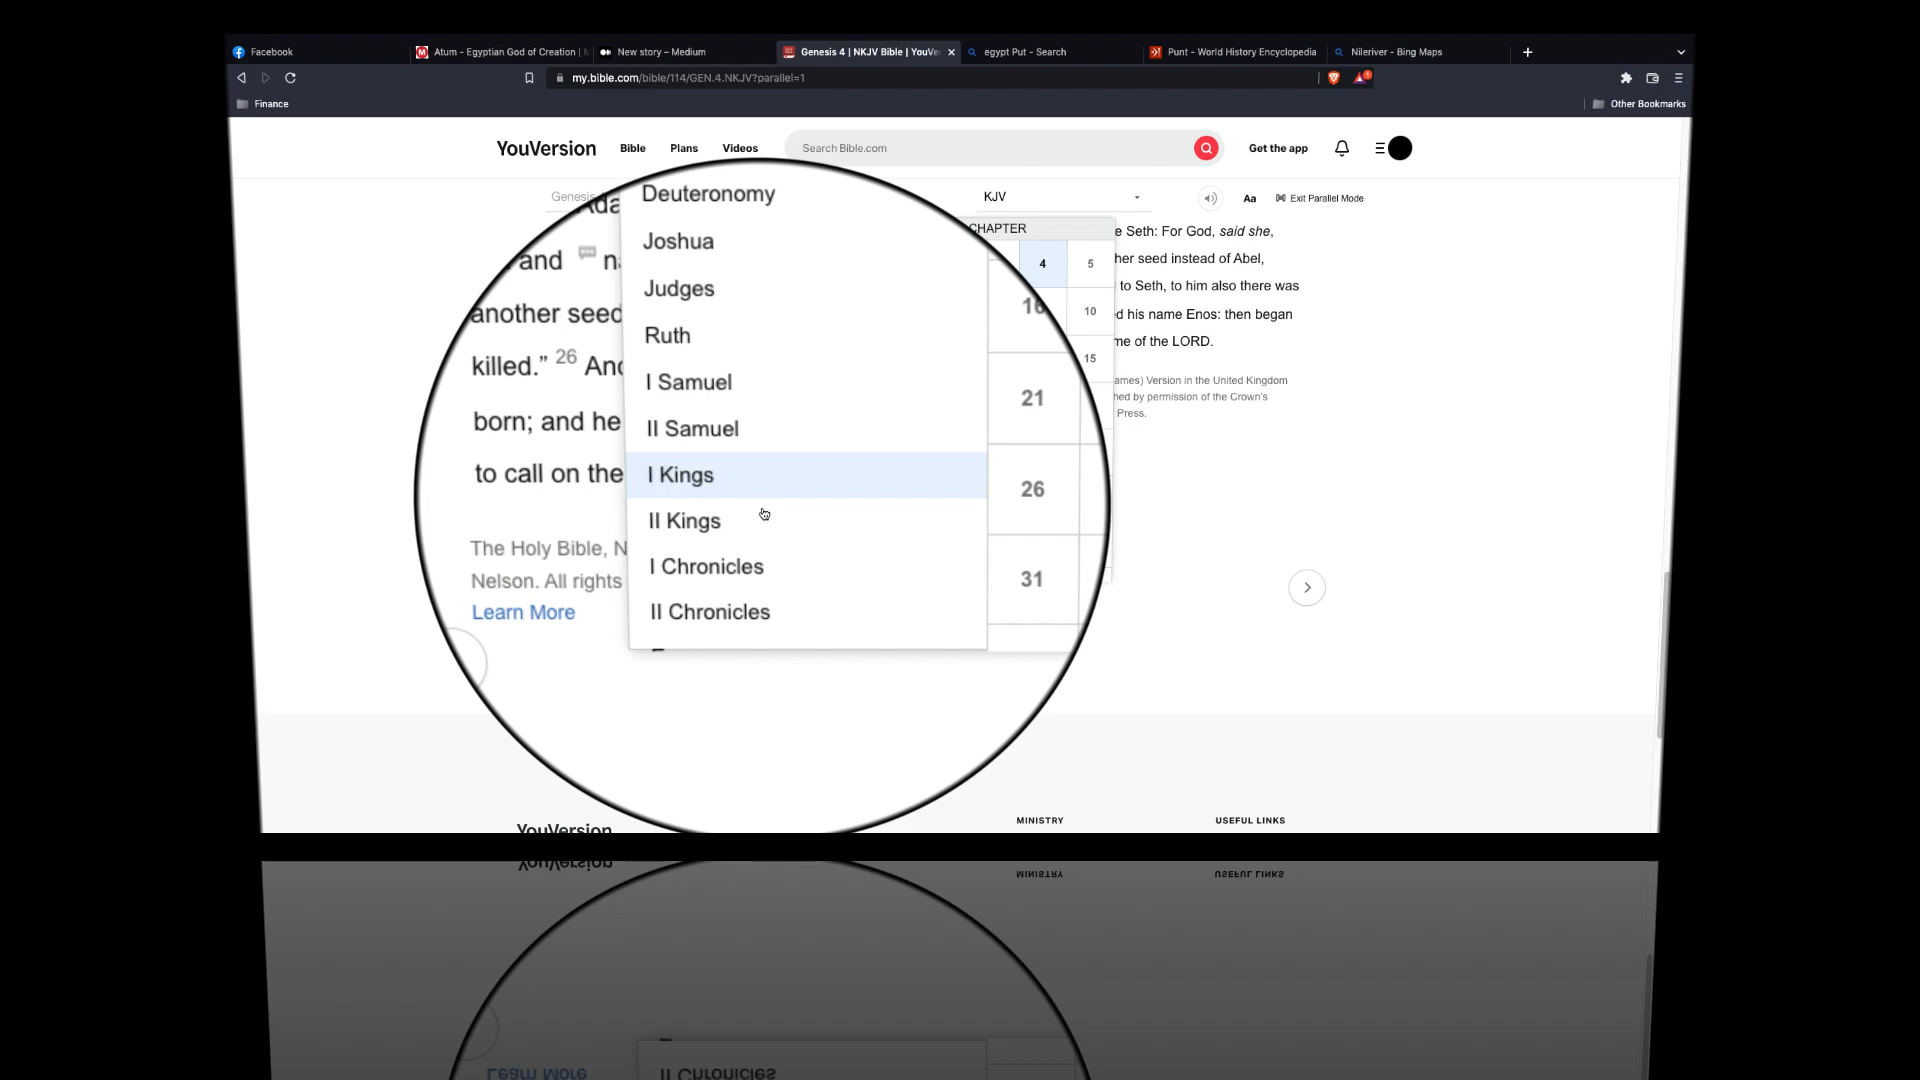 Facebook
Atum - Egyptian God of Creation |
New story – Medium
Genesis 4 | NKJV Bible | YouVe
egypt Put - Search
Punt - World History Encyclopedia
Nileriver - Bing Maps
my.bible.com/bible/114/GEN.4.NKJV?parallel=1
Finance
Other Bookmarks
YouVersion
Bible
Plans
Videos
Search Bible.com
Get the app
Genesis
KJV
Aa
Exit Parallel Mode
CHAPTER
4
5
10
15
16
21
26
31
Deuteronomy
Joshua
Judges
Ruth
I Samuel
II Samuel
I Kings
II Kings
I Chronicles
II Chronicles
and
another seed
killed.” 26 And
born; and he
to call on the
The Holy Bible, N
Nelson. All rights
Learn More
e Seth: For God, said she,
her seed instead of Abel,
to Seth, to him also there was
d his name Enos: then began
me of the LORD.
ames) Version in the United Kingdom
hed by permission of the Crown’s
Press.
YouVersion
MINISTRY
USEFUL LINKS